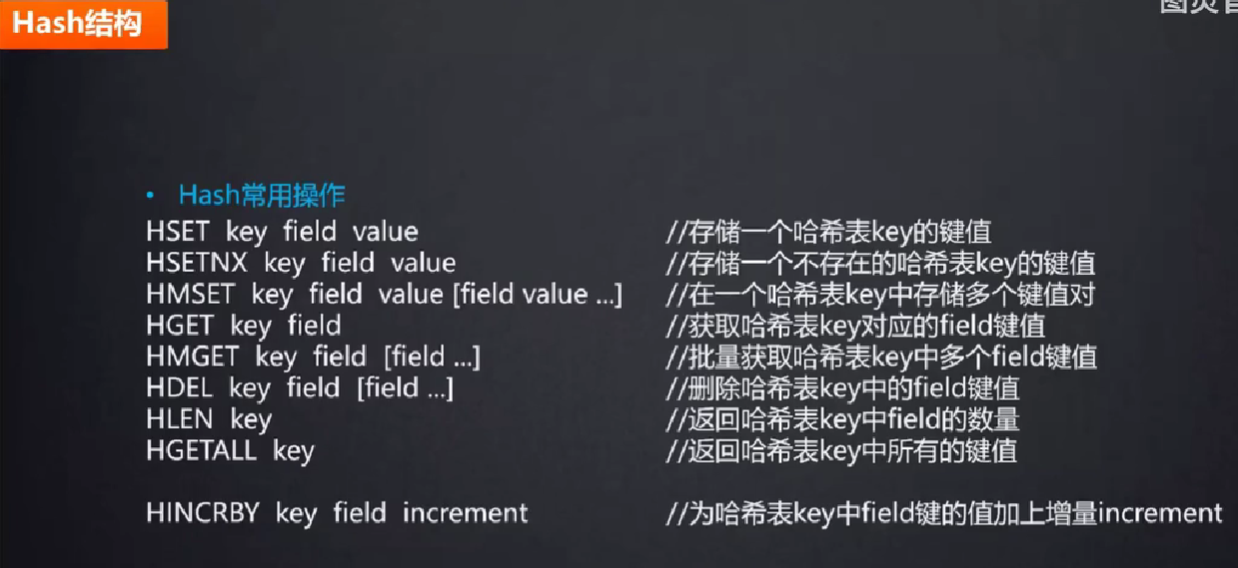 Hash结构
• Hash常用操作
HSET key field value //存储一个哈希表key的键值
HSETNX key field value //存储一个不存在的哈希表key的键值
HMSET key field value [field value ...] //在一个哈希表key中存储多个键值对
HGET key field //获取哈希表key对应的field键值
HMGET key field [field ...] //批量获取哈希表key中多个field键值
HDEL key field [field ...] //删除哈希表key中的field键值
HLEN key //返回哈希表key中field的数量
HGETALL key //返回哈希表key中所有的键值
HINCRBY key field increment //为哈希表key中field键的值加上增量increment